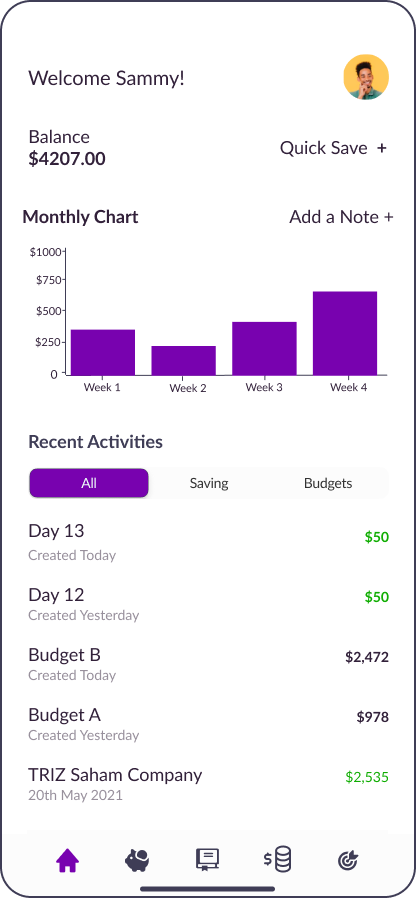 Welcome Sammy!
Balance
$4207.00
Quick Save +
Monthly Chart
Add a Note +
$1000
$750
$500
$250
0
Week 1
Week 2
Week 3
Week 4
Recent Activities
All
Saving
Budgets
Day 13
$50
Created Today
Day 12
$50
Created Yesterday
Budget B
$2,472
Created Today
Budget A
$978
Created Yesterday
TRIZ Saham Company
$2,535
20th May 2021
$